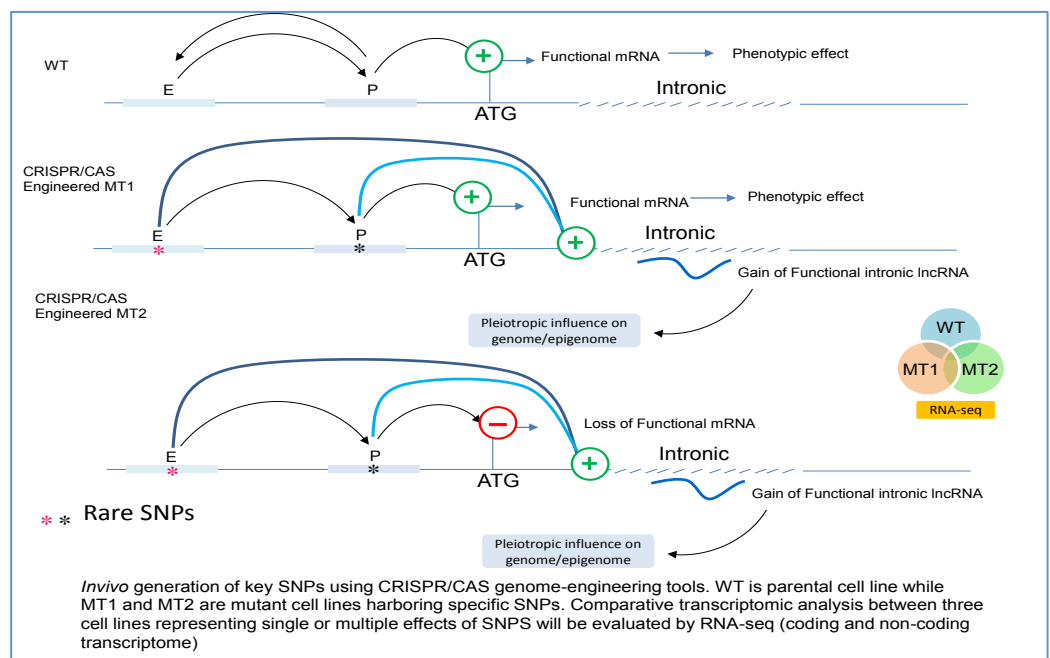 WT
E
P
+
Functional mRNA
Phenotypic effect
Intronic
ATG
CRISPR/CAS
Engineered MT1
E
*
P
*
+
Functional mRNA
Phenotypic effect
ATG
+
Intronic
Gain of Functional intronic lncRNA
CRISPR/CAS
Engineered MT2
Pleiotropic influence on
genome/epigenome
WT
MT1
MT2
RNA-seq
E
*
P
*
−
Loss of Functional mRNA
ATG
+
Intronic
Gain of Functional intronic lncRNA
* * Rare SNPs
Pleiotropic influence on
genome/epigenome
Invivo generation of key SNPs using CRISPR/CAS genome-engineering tools. WT is parental cell line while
MT1 and MT2 are mutant cell lines harboring specific SNPs. Comparative transcriptomic analysis between three
cell lines representing single or multiple effects of SNPS will be evaluated by RNA-seq (coding and non-coding
transcriptome)